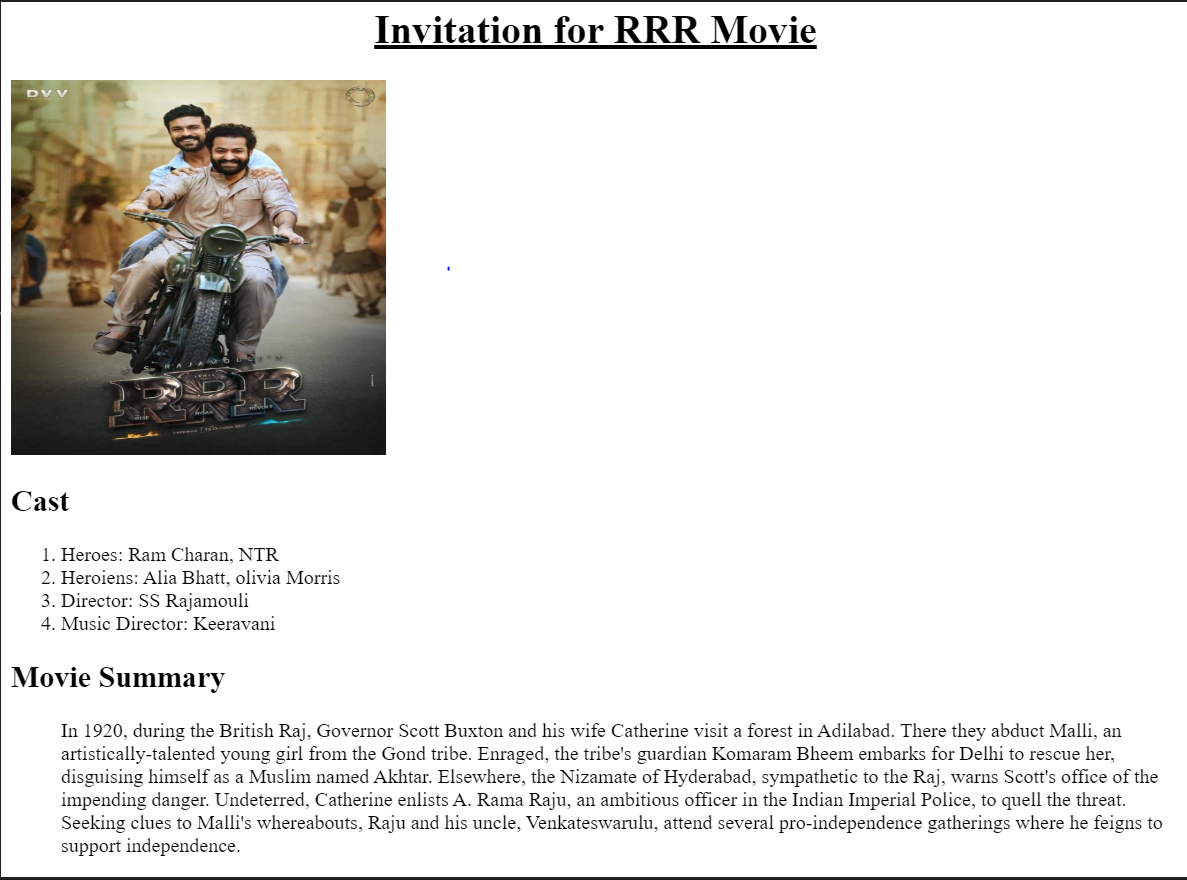 Invitation for RRR Movie
DVV
SS RAJAMOULI'S
RRR
RISE ROAR REVOLT
Cast
1. Heroes: Ram Charan, NTR
2. Heroiens: Alia Bhatt, olivia Morris
3. Director: SS Rajamouli
4. Music Director: Keeravani
Movie Summary
In 1920, during the British Raj, Governor Scott Buxton and his wife Catherine visit a forest in Adilabad. There they abduct Malli, an
artistically-talented young girl from the Gond tribe. Enraged, the tribe's guardian Komaram Bheem embarks for Delhi to rescue her,
disguising himself as a Muslim named Akhtar. Elsewhere, the Nizamate of Hyderabad, sympathetic to the Raj, warns Scott's office of the
impending danger. Undeterred, Catherine enlists A. Rama Raju, an ambitious officer in the Indian Imperial Police, to quell the threat.
Seeking clues to Malli's whereabouts, Raju and his uncle, Venkateswarulu, attend several pro-independence gatherings where he feigns to
support independence.